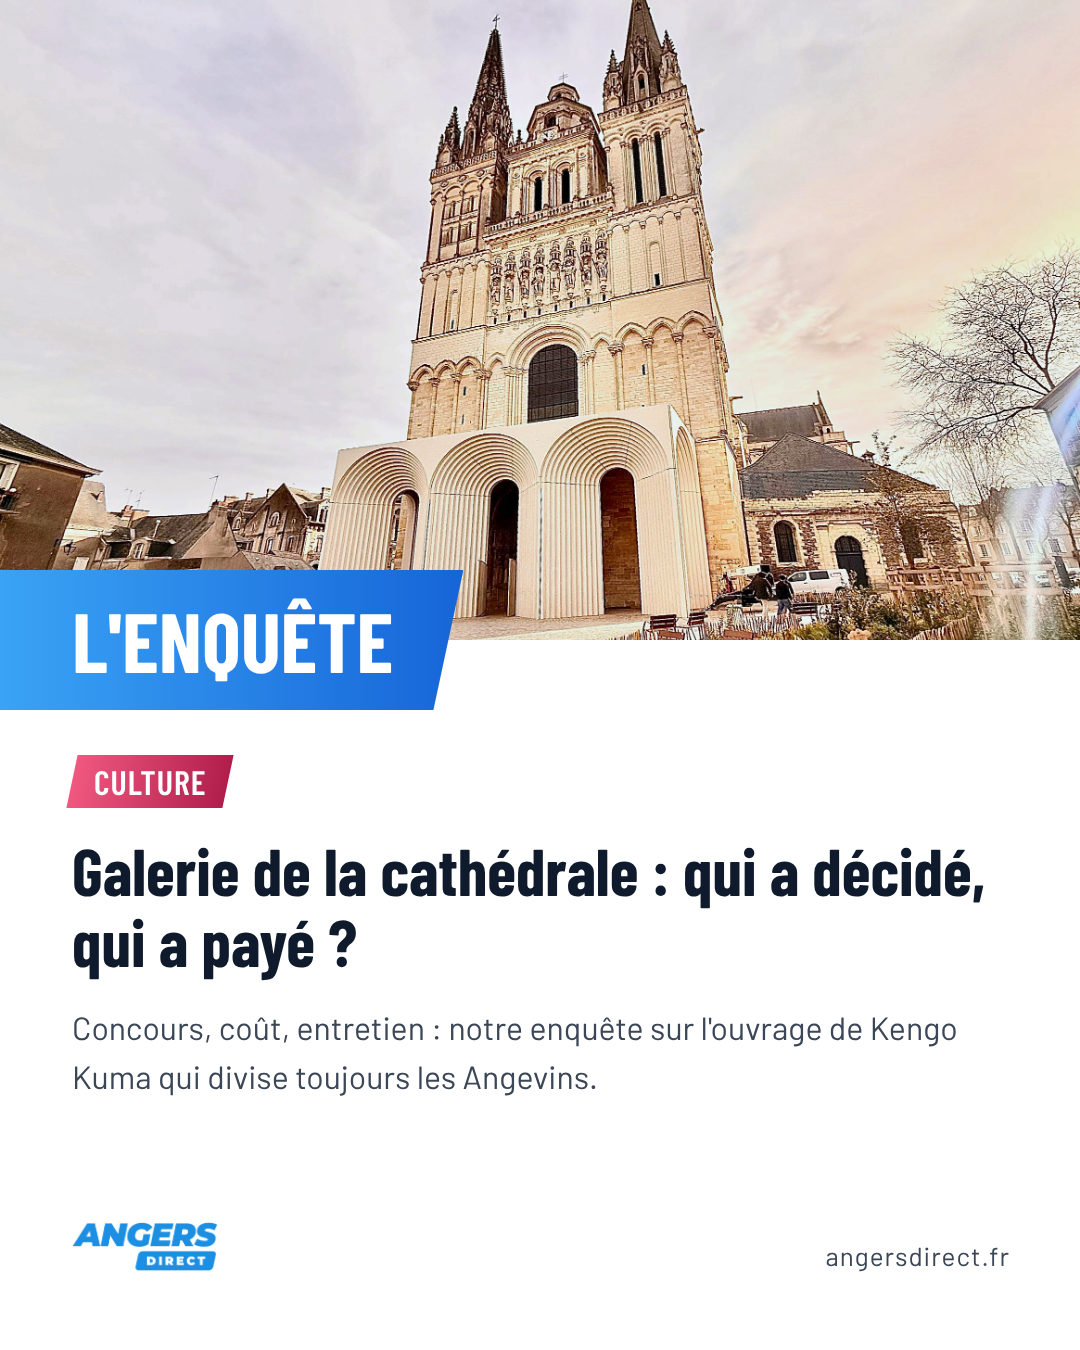 L'ENQUÊTE
CULTURE
Galerie de la cathédrale : qui a décidé,
qui a payé ?
Concours, coût, entretien : notre enquête sur l'ouvrage de Kengo
Kuma qui divise toujours les Angevins.
ANGERS
DIRECT
angersdirect.fr